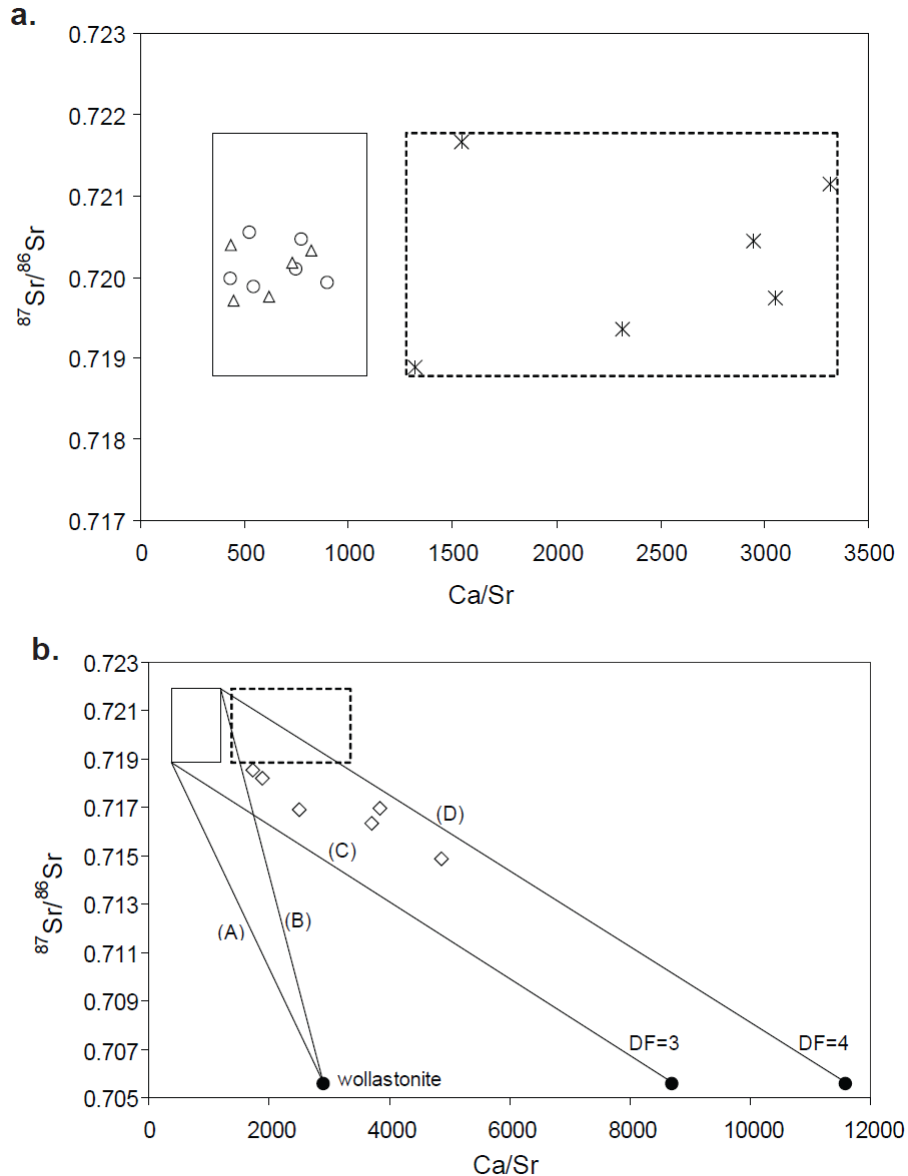 a.
0.723
0.722
0.721
0.720
0.719
0.718
0.717
87Sr/86Sr
0 500 1000 1500 2000 2500 3000 3500
Ca/Sr
b.
0.723
0.721
0.719
0.717
0.715
0.713
0.711
0.709
0.707
0.705
87Sr/86Sr
(D)
(C)
(A) (B)
DF=3 DF=4
wollastonite
0 2000 4000 6000 8000 10000 12000
Ca/Sr